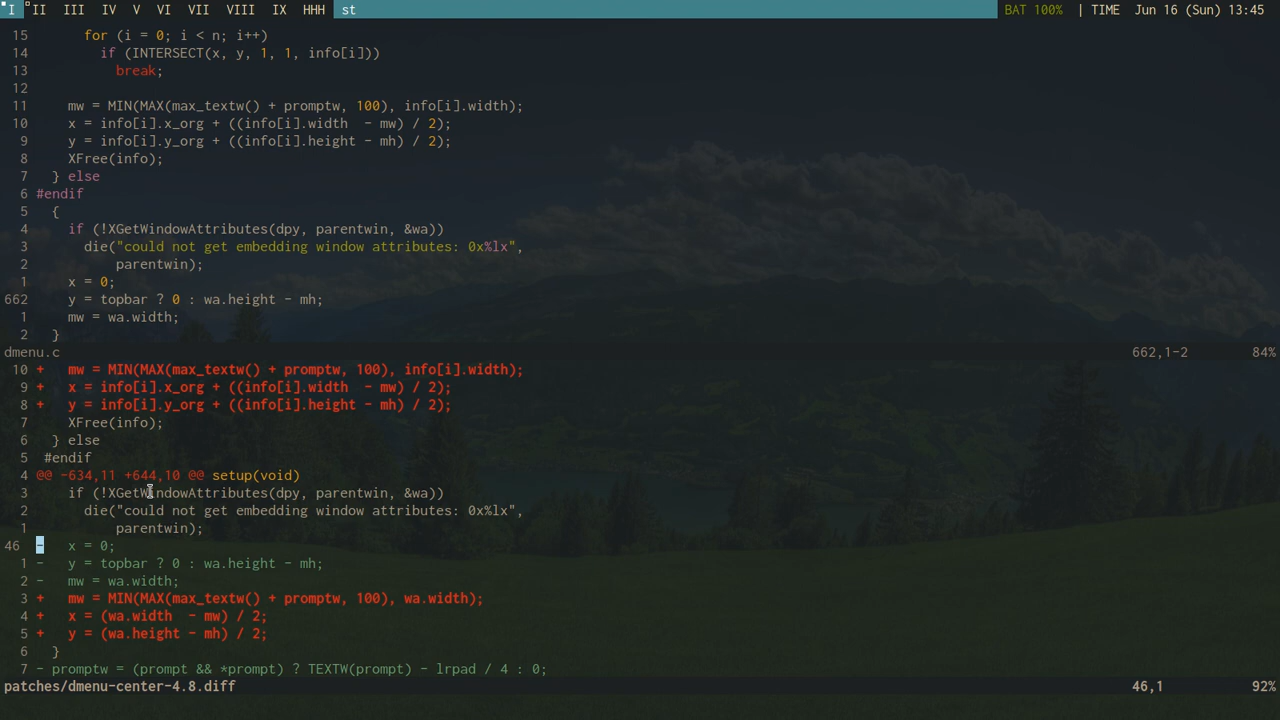 I II III IV V VI VII VIII IX HHH st BAT 100% | TIME Jun 16 (Sun) 13:45
15 for (i = 0; i < n; i++)
14 if (INTERSECT(x, y, 1, 1, info[i]))
13 break;
12
11 mw = MIN(MAX(max_textw() + promptw, 100), info[i].width);
10 x = info[i].x_org + ((info[i].width  - mw) / 2);
9 y = info[i].y_org + ((info[i].height - mh) / 2);
8 XFree(info);
7 } else
6 #endif
5 {
4 if (!XGetWindowAttributes(dpy, parentwin, &wa))
3 die("could not get embedding window attributes: 0x%lx",
2 parentwin);
1 x = 0;
662 y = topbar ? 0 : wa.height - mh;
1 mw = wa.width;
2 }
dmenu.c 662,1-2 84%
10 + mw = MIN(MAX(max_textw() + promptw, 100), info[i].width);
9 + x = info[i].x_org + ((info[i].width  - mw) / 2);
8 + y = info[i].y_org + ((info[i].height - mh) / 2);
7 XFree(info);
6 } else
5 #endif
4 @@ -634,11 +644,10 @@ setup(void)
3 if (!XGetWindowAttributes(dpy, parentwin, &wa))
2 die("could not get embedding window attributes: 0x%lx",
1 parentwin);
46 - x = 0;
1 - y = topbar ? 0 : wa.height - mh;
2 - mw = wa.width;
3 + mw = MIN(MAX(max_textw() + promptw, 100), wa.width);
4 + x = (wa.width  - mw) / 2;
5 + y = (wa.height - mh) / 2;
6 }
7 - promptw = (prompt && *prompt) ? TEXTW(prompt) - lrpad / 4 : 0;
patches/dmenu-center-4.8.diff 46,1 92%